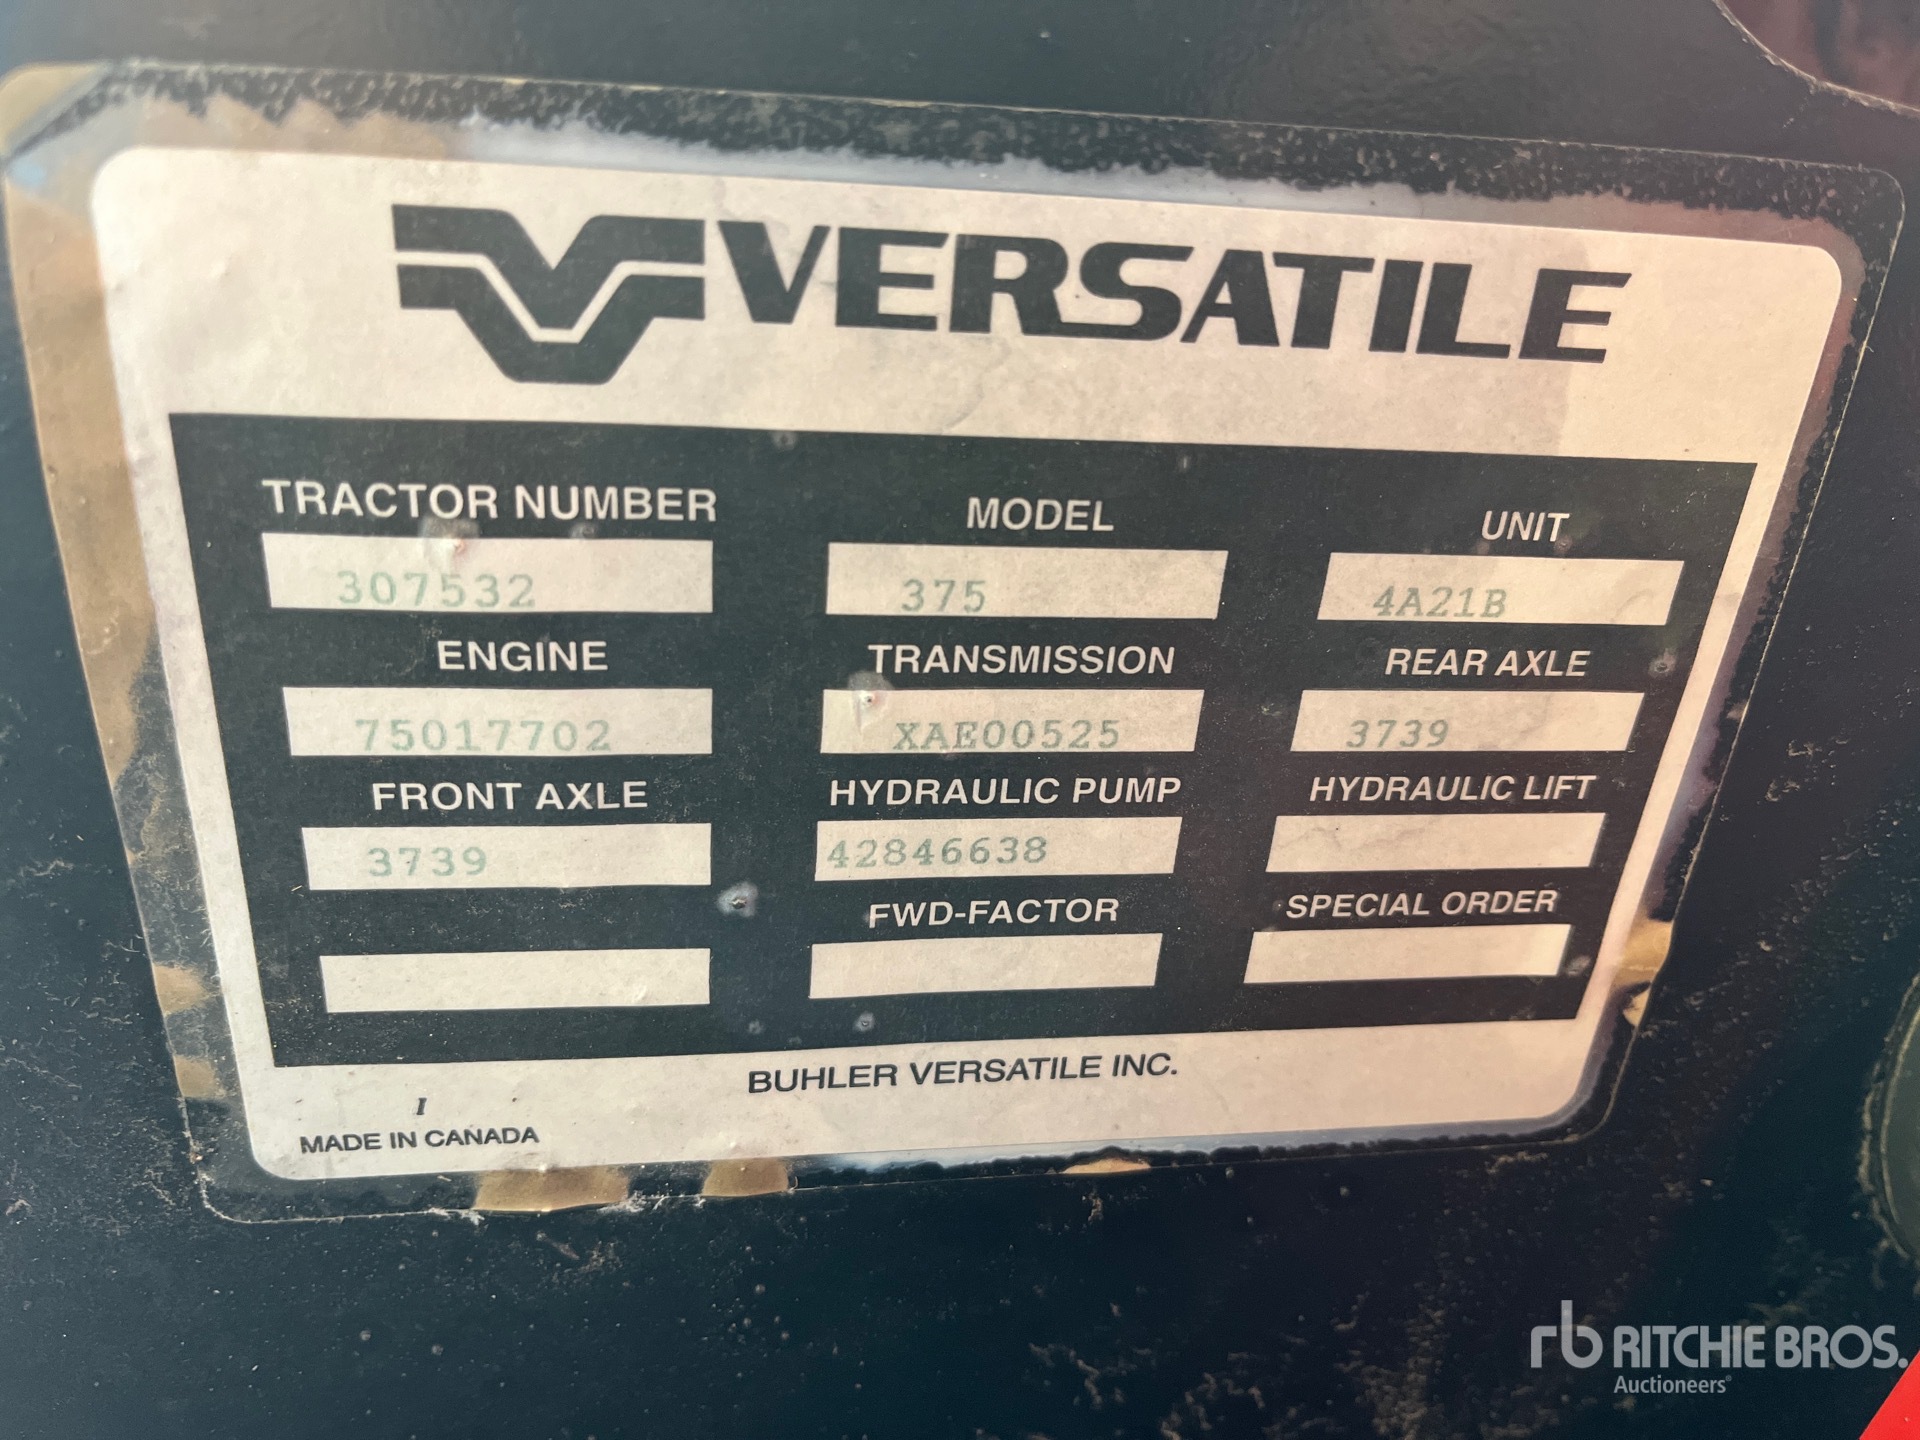 VERSATILE
TRACTOR NUMBER MODEL UNIT
307532 375 4A21B
ENGINE TRANSMISSION REAR AXLE
75017702 XAE00525 3739
FRONT AXLE HYDRAULIC PUMP HYDRAULIC LIFT
3739 42846638
FWD-FACTOR SPECIAL ORDER
BUHLER VERSATILE INC.
I
MADE IN CANADA
rb RITCHIE BROS.
Auctioneers®